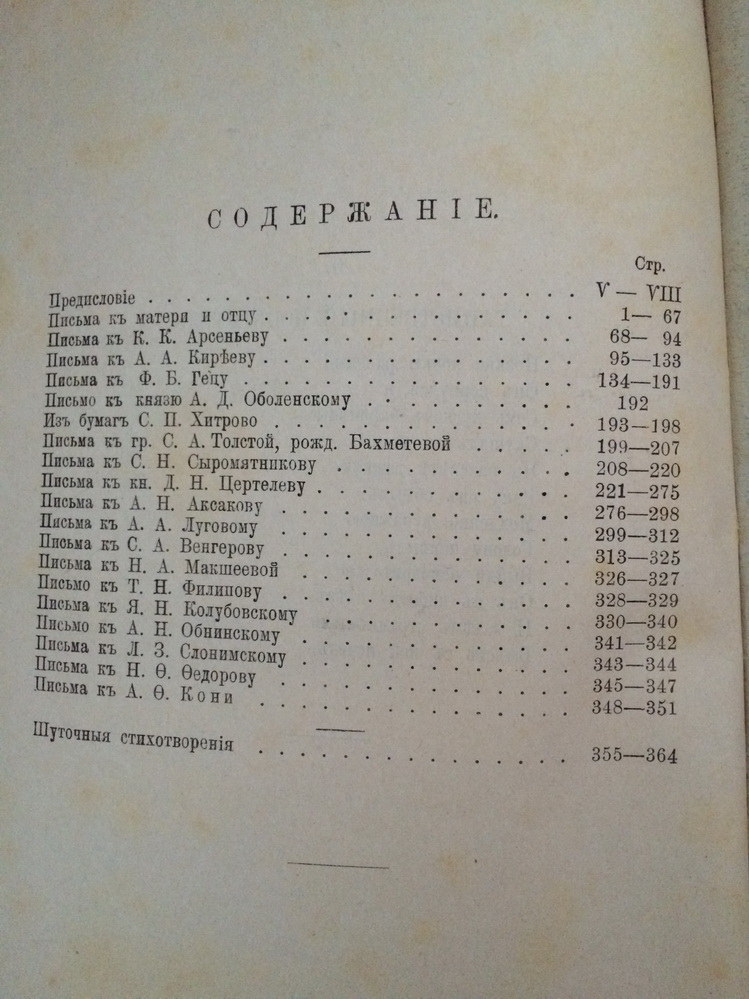 СОДЕРЖАНІЕ.
Стр.
Предисловіе . . . . . . . . . . . . . . . . . . . . V — VIII
Письма къ матери и отцу . . . . . . . . . . . . . . 1— 67
Письма къ К. К. Арсеньеву . . . . . . . . . . . . . 68— 94
Письма къ А. А. Кирѣеву . . . . . . . . . . . . . . 95—133
Письма къ Ф. Б. Гецу . . . . . . . . . . . . . . . 134—191
Письмо къ князю А. Д. Оболенскому . . . . . . . . . 192
Изъ бумагъ С. П. Хитрово . . . . . . . . . . . . . 193—198
Письма къ гр. С. А. Толстой, рожд. Бахметевой . . . . . 199—207
Письма къ С. Н. Сыромятникову . . . . . . . . . . . 208—220
Письма къ кн. Д. Н. Цертелеву . . . . . . . . . . . 221—275
Письма къ А. Н. Аксакову . . . . . . . . . . . . . 276—298
Письма къ А. А. Луговому . . . . . . . . . . . . . 299—312
Письма къ С. А. Венгерову . . . . . . . . . . . . . 313—325
Письма къ Н. А. Макшеевой . . . . . . . . . . . . . 326—327
Письмо къ Т. Н. Филипову . . . . . . . . . . . . . 328—329
Письма къ Я. Н. Колубовскому . . . . . . . . . . . 330—340
Письмо къ А. Н. Обнинскому . . . . . . . . . . . . 341—342
Письма къ Л. З. Слонимскому . . . . . . . . . . . . 343—344
Письма къ Н. Ѳ. Ѳедорову . . . . . . . . . . . . . 345—347
Письма къ А. Ѳ. Кони . . . . . . . . . . . . . . . 348—351
Шуточныя стихотворенія . . . . . . . . . . . . . . 355—364